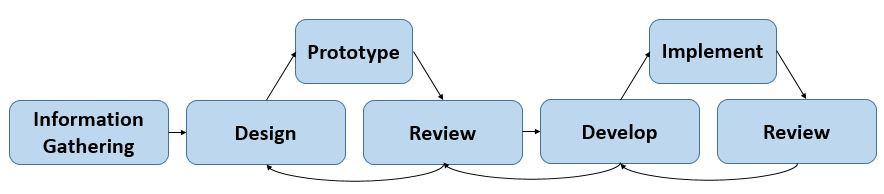 Prototype
Implement
Information
Gathering
Design
Review
Develop
Review